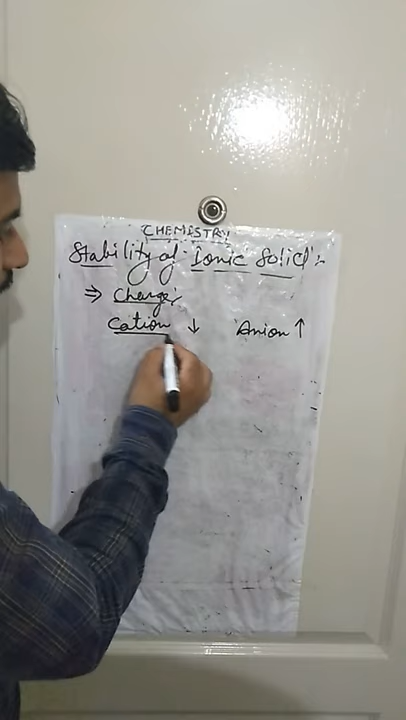 CHEMISTRY
Stability of Ionic Solid:-
⇒ Charge:
Cation ↓ Anion ↑